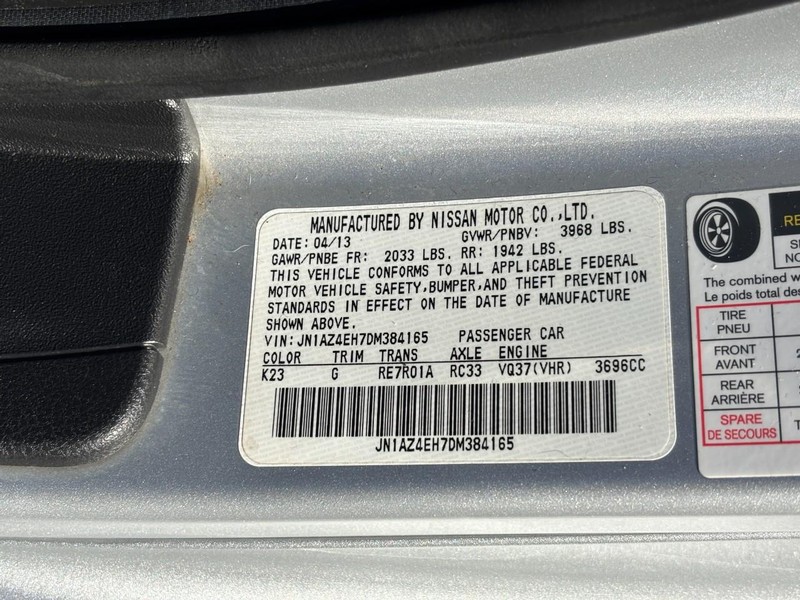 MANUFACTURED BY NISSAN MOTOR CO.,LTD.
DATE: 04/13 GVWR/PNBV: 3968 LBS.
GAWR/PNBE FR: 2033 LBS. RR: 1942 LBS.
THIS VEHICLE CONFORMS TO ALL APPLICABLE FEDERAL
MOTOR VEHICLE SAFETY,BUMPER,AND THEFT PREVENTION
STANDARDS IN EFFECT ON THE DATE OF MANUFACTURE
SHOWN ABOVE.
VIN:JN1AZ4EH7DM384165 PASSENGER CAR
COLOR TRIM TRANS AXLE ENGINE
K23 G RE7R01A RC33 VQ37(VHR) 3696CC
JN1AZ4EH7DM384165
The combined
Le poids total
TIRE
PNEU
FRONT
AVANT
REAR
ARRIÈRE
SPARE
DE SECOURS